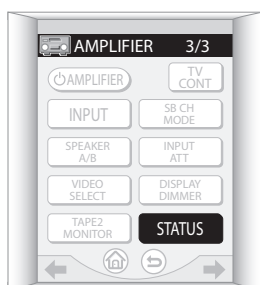 AMPLIFIER 3/3
AMPLIFIER
TV
CONT
INPUT
SB CH
MODE
SPEAKER
A/B
INPUT
ATT
VIDEO
SELECT
DISPLAY
DIMMER
TAPE2
MONITOR
STATUS